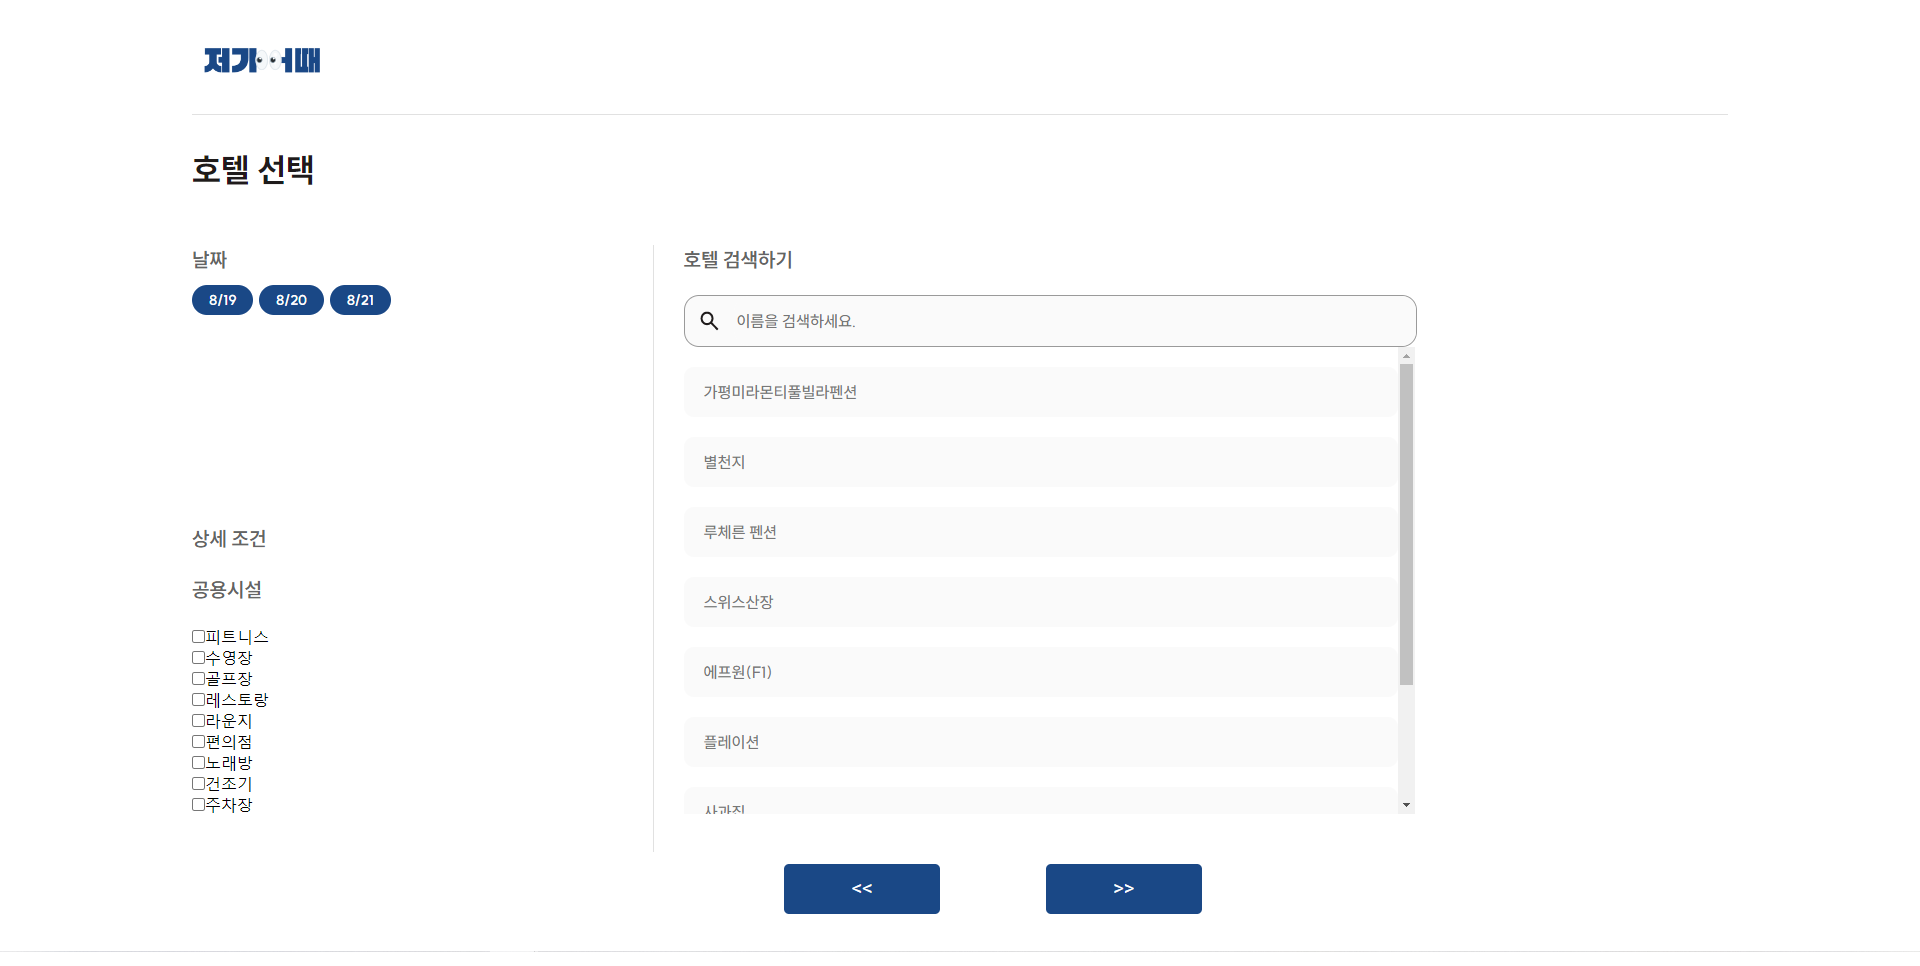 저기어때
호텔 선택
날짜
8/19 8/20 8/21
상세 조건
공용시설
피트니스
수영장
골프장
레스토랑
라운지
편의점
노래방
건조기
주차장
호텔 검색하기
이름을 검색하세요.
가평미라몬티풀빌라펜션
별천지
루체른 펜션
스위스산장
에프원(F1)
플레이션
사과집
<< >>